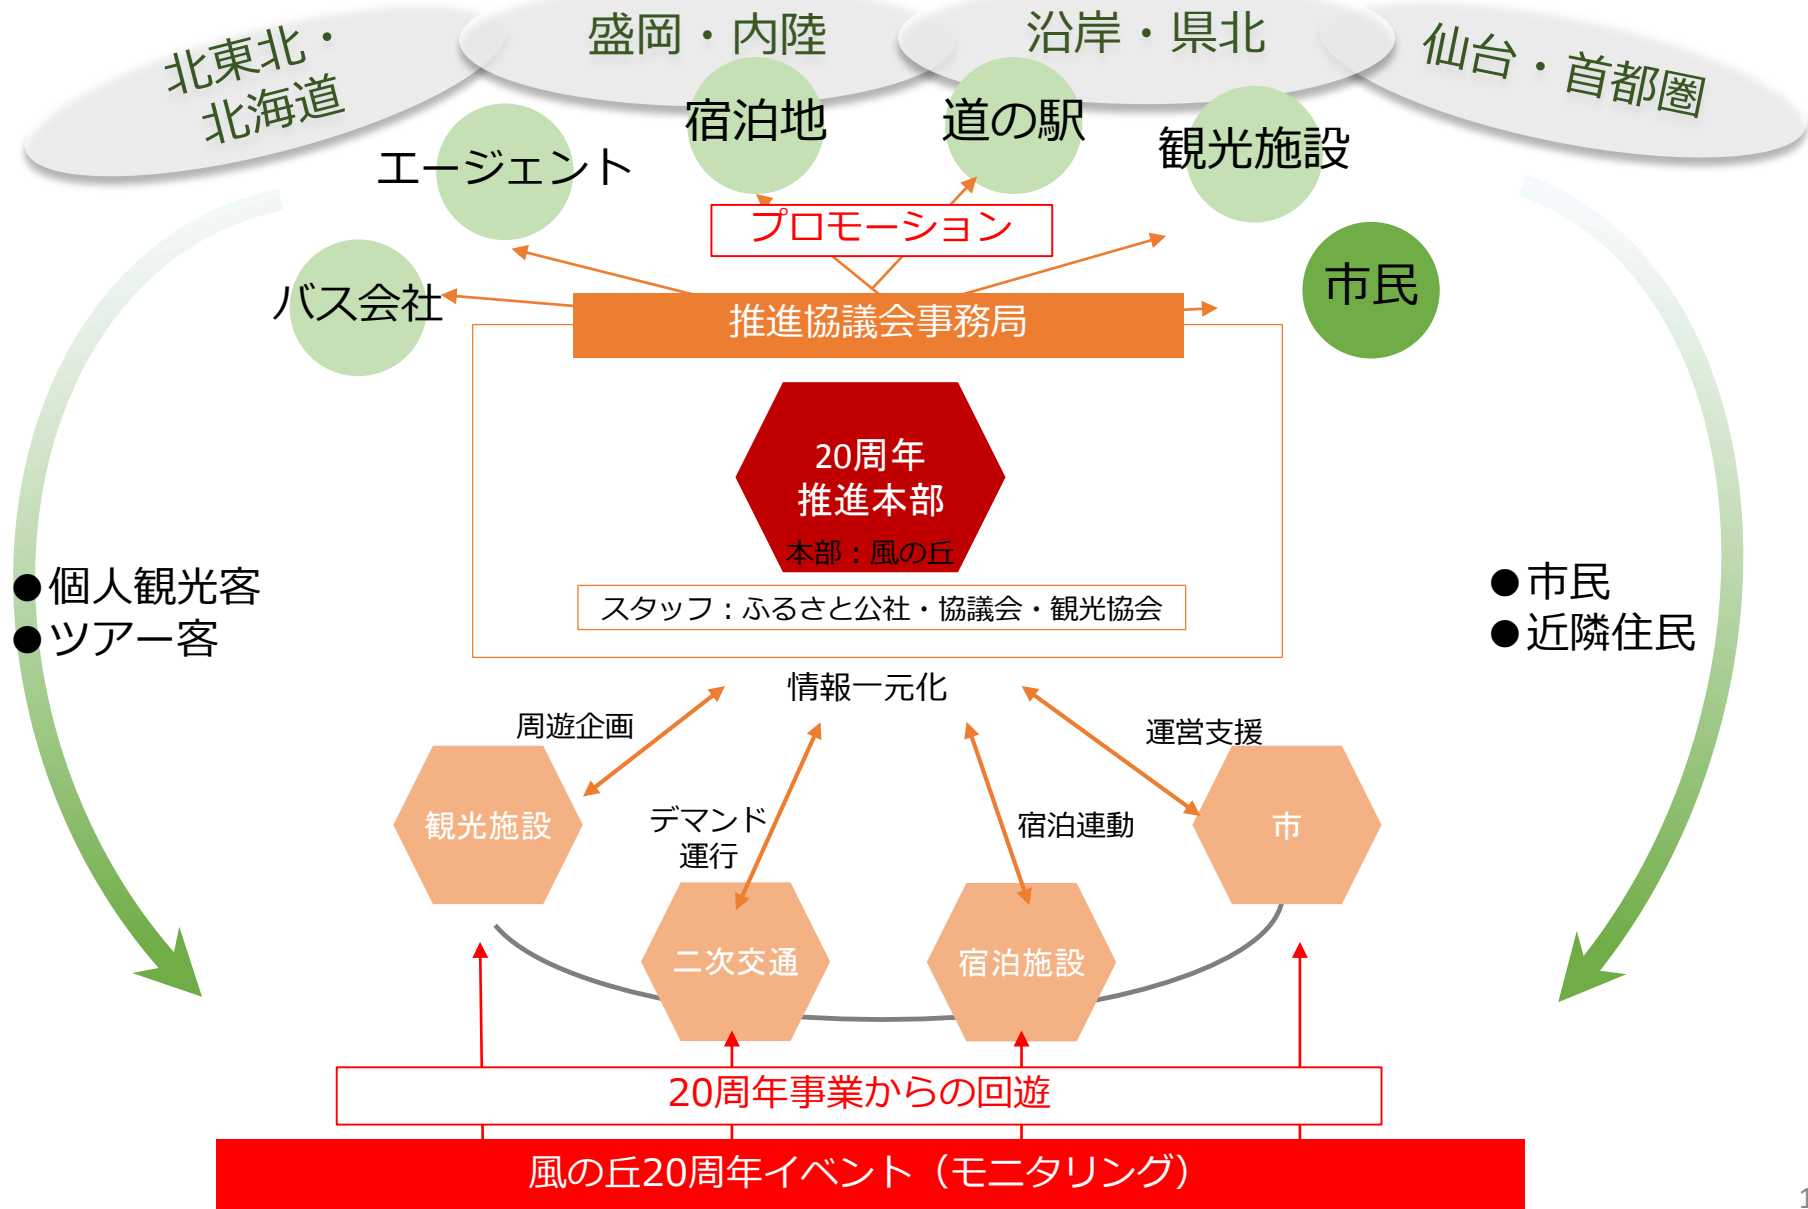 北東北・
北海道
盛岡・内陸
沿岸・県北
仙台・首都圏
エージェント
宿泊地
道の駅
観光施設
プロモーション
バス会社
市民
推進協議会事務局
20周年
推進本部
本部：風の丘
スタッフ：ふるさと公社・協議会・観光協会
●個人観光客
●ツアー客
●市民
●近隣住民
情報一元化
周遊企画
運営支援
デマンド
運行
宿泊連動
観光施設
市
二次交通
宿泊施設
20周年事業からの回遊
風の丘20周年イベント（モニタリング）
1